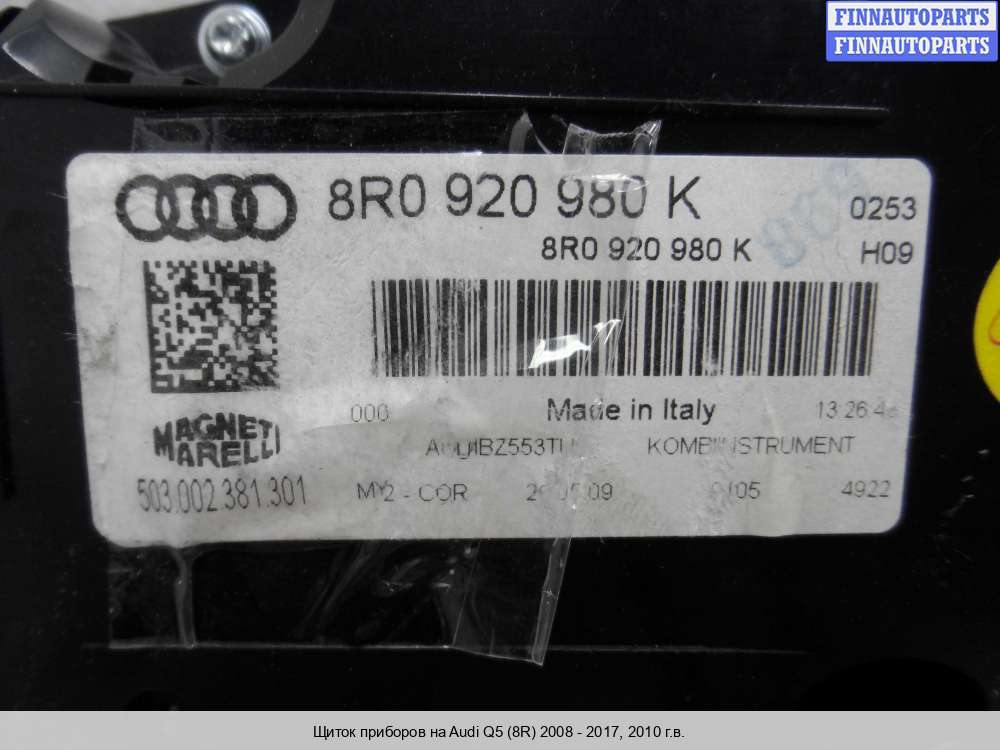 FINNAUTOPARTS
FINNAUTOPARTS
8R0 920 980 K
0253
8R0 920 980 K
H09
000
Made in Italy
MAGNETI
MARELLI
KOMBIINSTRUMENT
503.002.381.301
MY2 - COR
4922
Щиток приборов на Audi Q5 (8R) 2008 - 2017, 2010 г.в.